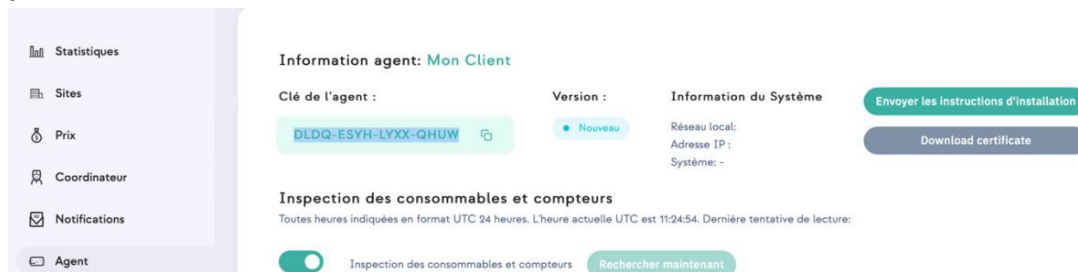 Statistiques
Sites
Prix
Coordinateur
Notifications
Agent
Information agent: Mon Client
Clé de l'agent :
DLDQ-ESYH-LYXX-QHUW
Version :
Nouveau
Information du Système
Réseau local:
Adresse IP :
Système: -
Envoyer les instructions d'installation
Download certificate
Inspection des consommables et compteurs
Toutes heures indiquées en format UTC 24 heures. L'heure actuelle UTC est 11:24:54. Dernière tentative de lecture:
Inspection des consommables et compteurs
Rechercher maintenant